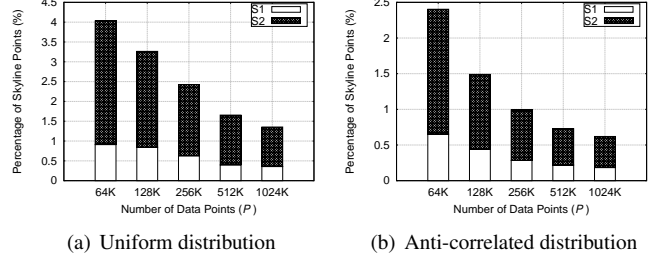 Percentage of Skyline Points (%)
4.5
4
3.5
3
2.5
2
1.5
1
0.5
0
S1
S2
64K 128K 256K 512K 1024K
Number of Data Points (P)
(a) Uniform distribution
Percentage of Skyline Points (%)
2.5
2
1.5
1
0.5
0
S1
S2
64K 128K 256K 512K 1024K
Number of Data Points (P)
(b) Anti-correlated distribution